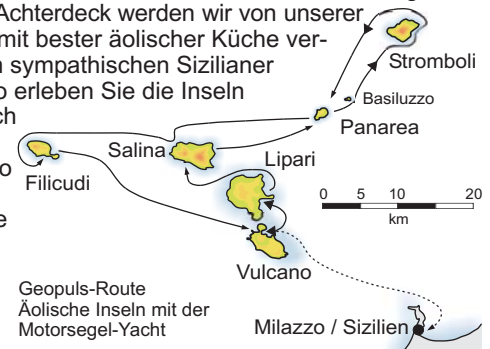 Achterdeck werden wir von unserer
mit bester äolischer Küche ver-
sympathischen Sizilianer
erleben Sie die Inseln
Stromboli
Basiluzzo
Panarea
Salina
Lipari
Filicudi
0 5 10 20
km
Vulcano
Geopuls-Route
Äolische Inseln mit der
Motorsegel-Yacht
Milazzo / Sizilien